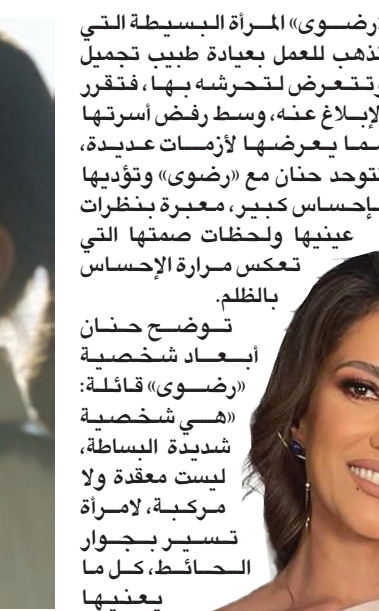 رضوى» المرأة البسيطة التي
تذهب للعمل بعيادة طبيب تجميل
وتتعرض لتحرشه بها، فتقرر
الإبلاغ عنه، وسط رفض أسرتها
مما يعرضها لأزمات عديدة،
تتوحد حنان مع «رضوى» وتؤديها
بإحساس كبير، معبرة بنظرات
عينيها ولحظات صمتها التي
تعكس مرارة الإحساس
بالظلم.
توضح حنان
أبعاد شخصية
«رضوى» قائلة:
«هي شخصية
شديدة البساطة،
ليست معقدة ولا
مركبة، لامرأة
تسير بجوار
الحائط، كل ما
يعنيها